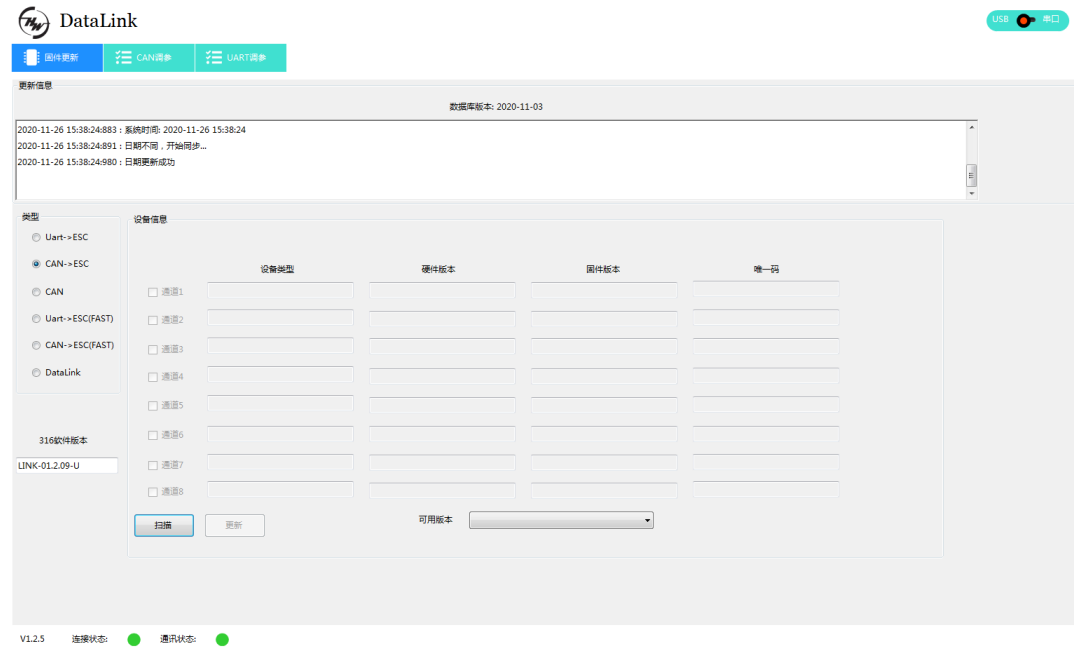 HW DataLink
USB 串口
固件更新 CAN调参 UART调参
更新信息
数据库版本: 2020-11-03
2020-11-26 15:38:24:883 : 系统时间: 2020-11-26 15:38:24
2020-11-26 15:38:24:891 : 日期不同，开始同步...
2020-11-26 15:38:24:980 : 日期更新成功
类型
Uart->ESC
CAN->ESC
CAN
Uart->ESC(FAST)
CAN->ESC(FAST)
DataLink
316软件版本
LINK-01.2.09-U
设备信息
设备类型 硬件版本 固件版本 唯一码
通道1
通道2
通道3
通道4
通道5
通道6
通道7
通道8
扫描 更新 可用版本
V1.2.5 连接状态: 通讯状态: